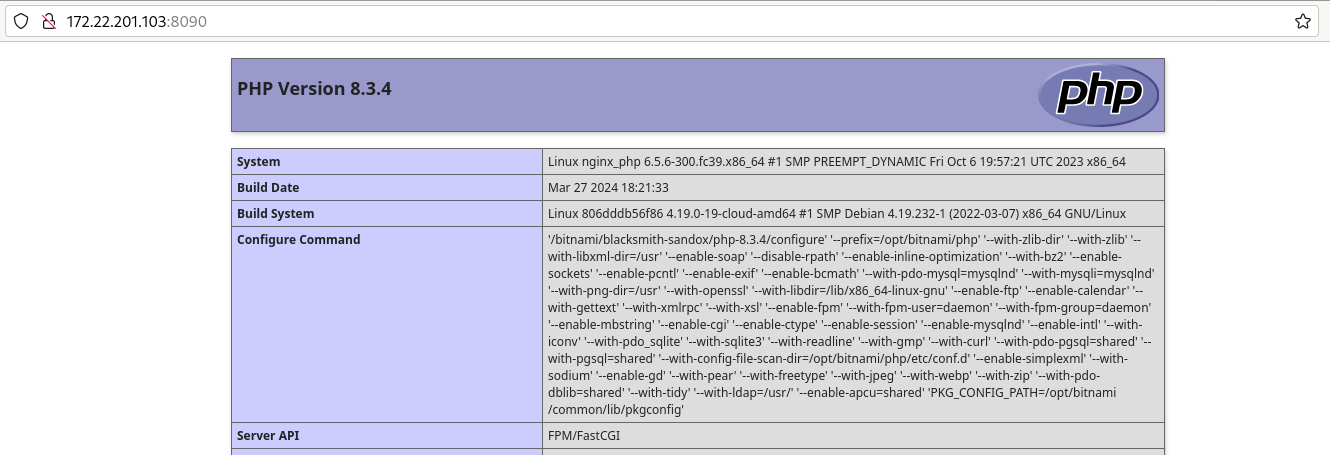 172.22.201.103:8090
PHP Version 8.3.4
php
System Linux nginx_php 6.5.6-300.fc39.x86_64 #1 SMP PREEMPT_DYNAMIC Fri Oct 6 19:57:21 UTC 2023 x86_64
Build Date Mar 27 2024 18:21:33
Build System Linux 806dddb56f86 4.19.0-19-cloud-amd64 #1 SMP Debian 4.19.232-1 (2022-03-07) x86_64 GNU/Linux
Configure Command '/bitnami/blacksmith-sandox/php-8.3.4/configure' '--prefix=/opt/bitnami/php' '--with-zlib-dir' '--with-zlib' '--
with-libxml-dir=/usr' '--enable-soap' '--disable-rpath' '--enable-inline-optimization' '--with-bz2' '--enable-
sockets' '--enable-pcntl' '--enable-exif' '--enable-bcmath' '--with-pdo-mysql=mysqlnd' '--with-mysqli=mysqlnd'
'--with-png-dir=/usr' '--with-openssl' '--with-libdir=/lib/x86_64-linux-gnu' '--enable-ftp' '--enable-calendar' '--
with-gettext' '--with-xmlrpc' '--with-xsl' '--enable-fpm' '--with-fpm-user=daemon' '--with-fpm-group=daemon'
'--enable-mbstring' '--enable-cgi' '--enable-ctype' '--enable-session' '--enable-mysqlnd' '--enable-intl' '--with-
iconv' '--with-pdo_sqlite' '--with-sqlite3' '--with-readline' '--with-gmp' '--with-curl' '--with-pdo-pgsql=shared' '--
with-pgsql=shared' '--with-config-file-scan-dir=/opt/bitnami/php/etc/conf.d' '--enable-simplexml' '--with-
sodium' '--enable-gd' '--with-pear' '--with-freetype' '--with-jpeg' '--with-webp' '--with-zip' '--with-pdo-
dblib=shared' '--with-tidy' '--with-ldap=/usr/' '--enable-apcu=shared' 'PKG_CONFIG_PATH=/opt/bitnami
/common/lib/pkgconfig'
Server API FPM/FastCGI